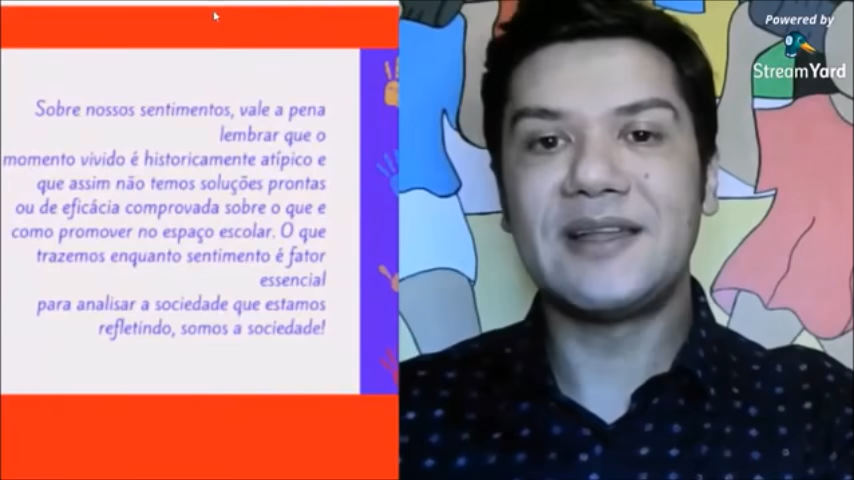 Sobre nossos sentimentos, vale a pena
lembrar que o
momento vivido é historicamente atípico e
que assim não temos soluções prontas
ou de eficácia comprovada sobre o que e
como promover no espaço escolar. O que
trazemos enquanto sentimento é fator
essencial
para analisar a sociedade que estamos
refletindo, somos a sociedade!
Powered by
StreamYard